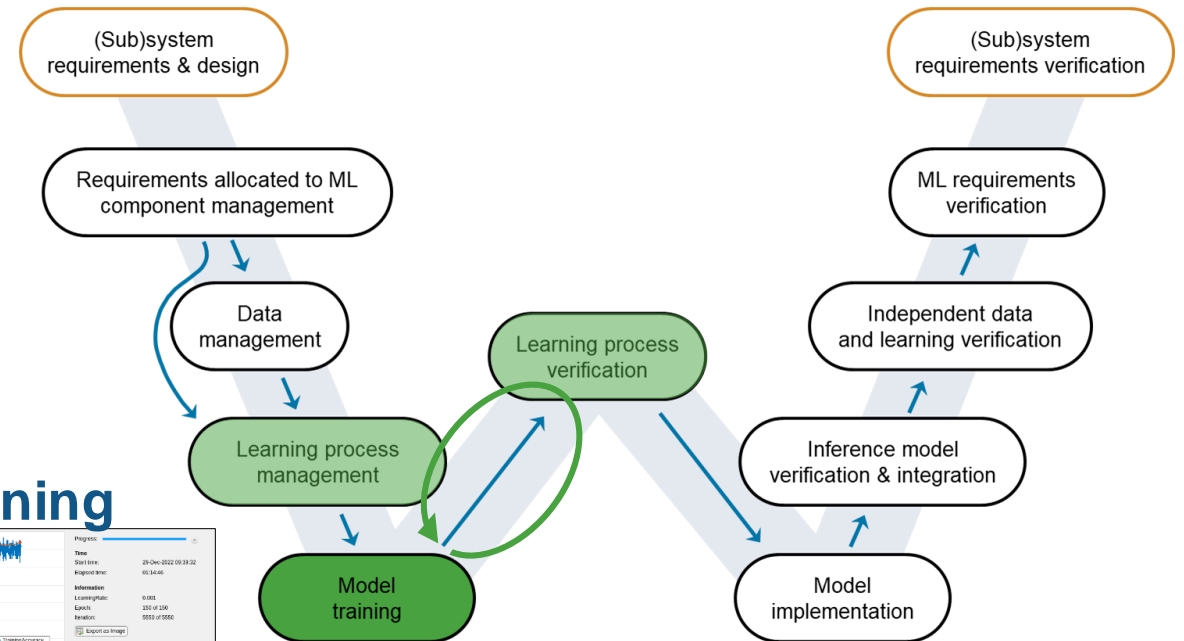 (Sub)system
requirements & design
(Sub)system
requirements verification
Requirements allocated to ML
component management
ML requirements
verification
Data
management
Independent data
and learning verification
Learning process
verification
Learning process
management
Inference model
verification & integration
ning
Progress:
Time
Start time: 29-Dec-2022 09:39:32
Elapsed time: 01:14:46
Information
LearningRate: 0.001
Epoch: 150 of 150
Iteration: 5550 of 5550
Export as Image
TrainingAccuracy
Model
training
Model
implementation